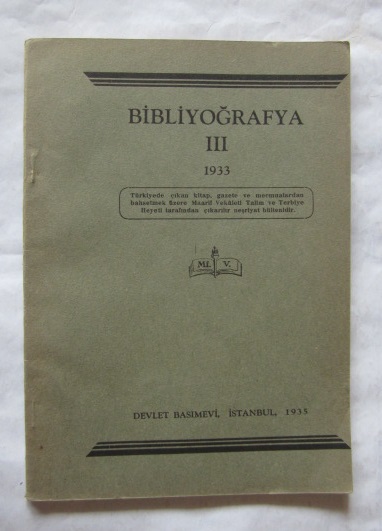 BİBLİYOĞRAFYA
III
1933
Türkiyede çıkan kitap, gazete ve mecmualardan
bahsetmek üzere Maarif Vekâleti Talim ve Terbiye
Heyeti tarafından çıkarılır neşriyat bültenidir.
MI. V.
DEVLET BASIMEVİ, İSTANBUL, 1935